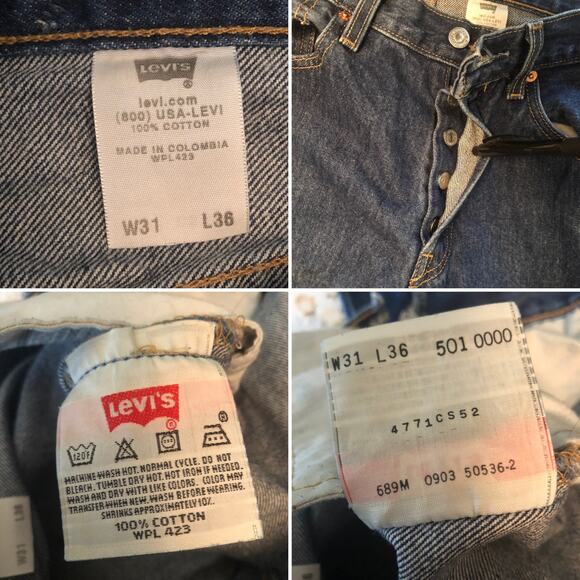 LEVI'S
levi.com
(800) USA-LEVI
100% COTTON
MADE IN COLOMBIA
WPL423
W31 L36
LEVI'S
LEVI'S
120F
MACHINE WASH HOT. NORMAL CYCLE. DO NOT
BLEACH. TUMBLE DRY HOT. HOT IRON IF NEEDED.
WASH AND DRY WITH LIKE COLORS. COLOR MAY
TRANSFER WHEN NEW. WASH BEFORE WEARING.
SHRINKS APPROXIMATELY 10%.
100% COTTON
WPL 423
W31 L36
W31 L36 501 0000
4771CS52
689M 0903 50536-2